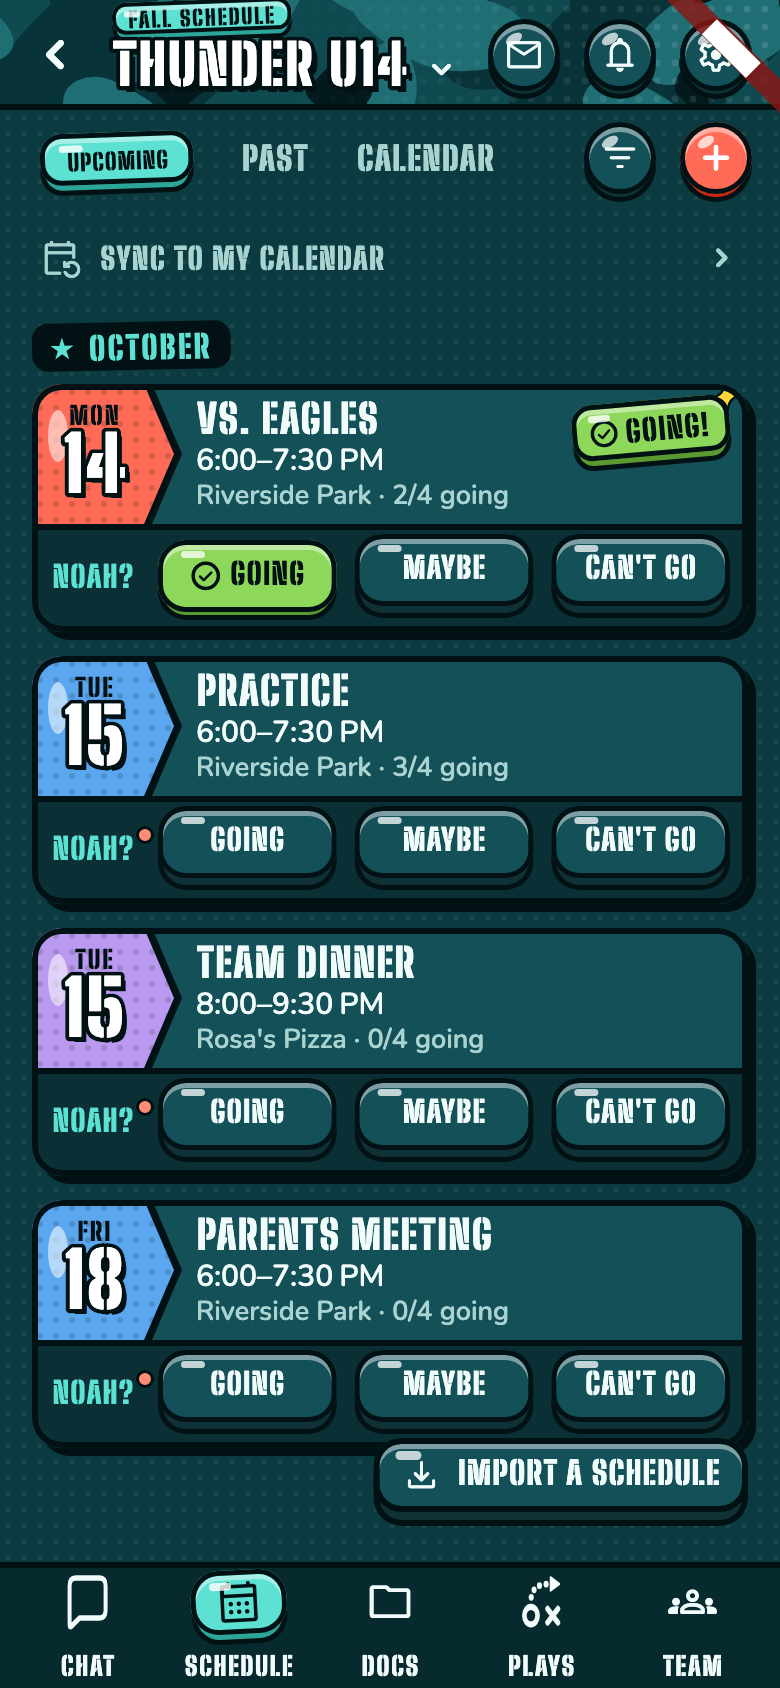 FALL SCHEDULE
THUNDER U14
UPCOMING
PAST
CALENDAR
SYNC TO MY CALENDAR
★ OCTOBER
MON
14
VS. EAGLES
6:00–7:30 PM
Riverside Park · 2/4 going
GOING!
NOAH?
GOING
MAYBE
CAN'T GO
TUE
15
PRACTICE
6:00–7:30 PM
Riverside Park · 3/4 going
NOAH?
GOING
MAYBE
CAN'T GO
TUE
15
TEAM DINNER
8:00–9:30 PM
Rosa's Pizza · 0/4 going
NOAH?
GOING
MAYBE
CAN'T GO
FRI
18
PARENTS MEETING
6:00–7:30 PM
Riverside Park · 0/4 going
NOAH?
GOING
MAYBE
CAN'T GO
IMPORT A SCHEDULE
CHAT
SCHEDULE
DOCS
PLAYS
TEAM